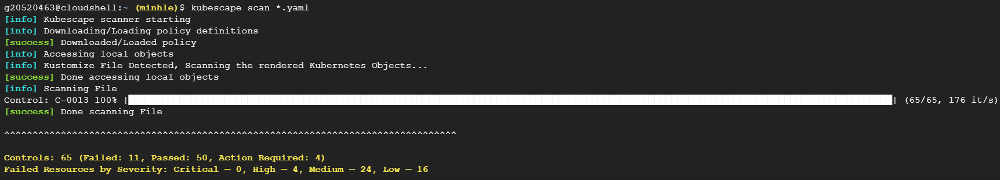 g20520463@cloudshell:~ (minhle)$ kubescape scan *.yaml
[info] Kubescape scanner starting
[info] Downloading/Loading policy definitions
[success] Downloaded/Loaded policy
[info] Accessing local objects
[info] Kustomize File Detected, Scanning the rendered Kubernetes Objects...
[success] Done accessing local objects
[info] Scanning File
Control: C-0013 100% |████████████████████████████████████████| (65/65, 176 it/s)
[success] Done scanning File
^^^^^^^^^^^^^^^^^^^^^^^^^^^^^^^^^^^^^^^^^^^^^^^^^^^^^^^^^^^^^^^^^^^^^^^^^^^^^^^^
Controls: 65 (Failed: 11, Passed: 50, Action Required: 4)
Failed Resources by Severity: Critical — 0, High — 4, Medium — 24, Low — 16